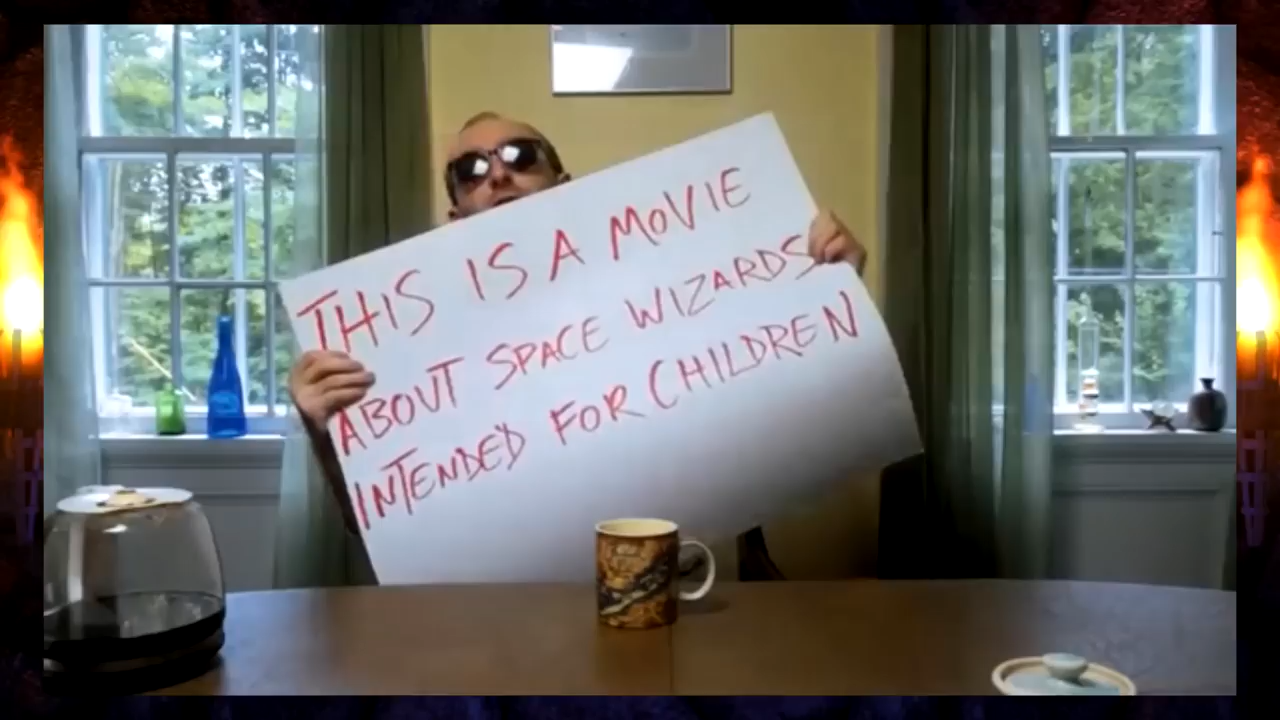 THIS IS A MOVIE
ABOUT SPACE WIZARDS
INTENDED FOR CHILDREN